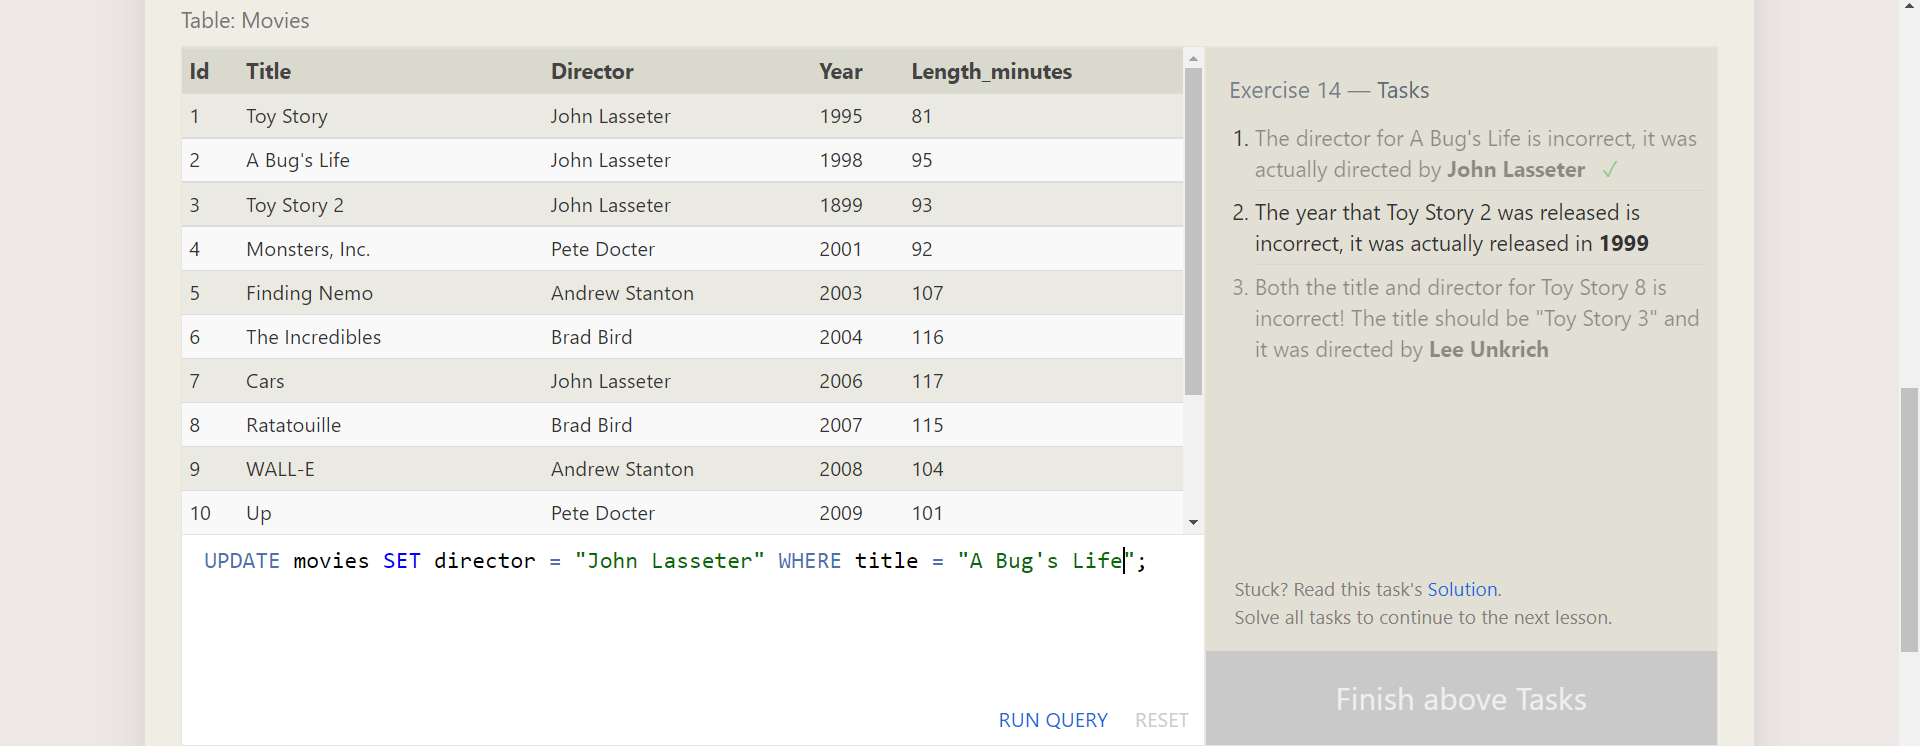 Table: Movies
Id Title Director Year Length_minutes
1 Toy Story John Lasseter 1995 81
2 A Bug's Life John Lasseter 1998 95
3 Toy Story 2 John Lasseter 1899 93
4 Monsters, Inc. Pete Docter 2001 92
5 Finding Nemo Andrew Stanton 2003 107
6 The Incredibles Brad Bird 2004 116
7 Cars John Lasseter 2006 117
8 Ratatouille Brad Bird 2007 115
9 WALL-E Andrew Stanton 2008 104
10 Up Pete Docter 2009 101
UPDATE movies SET director = "John Lasseter" WHERE title = "A Bug's Life";
RUN QUERY RESET
Exercise 14 — Tasks
1. The director for A Bug's Life is incorrect, it was
actually directed by John Lasseter ✓
2. The year that Toy Story 2 was released is
incorrect, it was actually released in 1999
3. Both the title and director for Toy Story 8 is
incorrect! The title should be "Toy Story 3" and
it was directed by Lee Unkrich
Stuck? Read this task's Solution.
Solve all tasks to continue to the next lesson.
Finish above Tasks